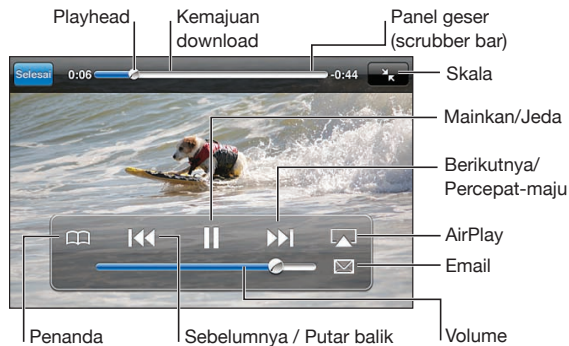 Playhead
Kemajuan
download
Panel geser
(scrubber bar)
Selesai
0:06
-0:44
Skala
Mainkan/Jeda
Berikutnya/
Percepat-maju
AirPlay
Email
Penanda
Sebelumnya / Putar balik
Volume